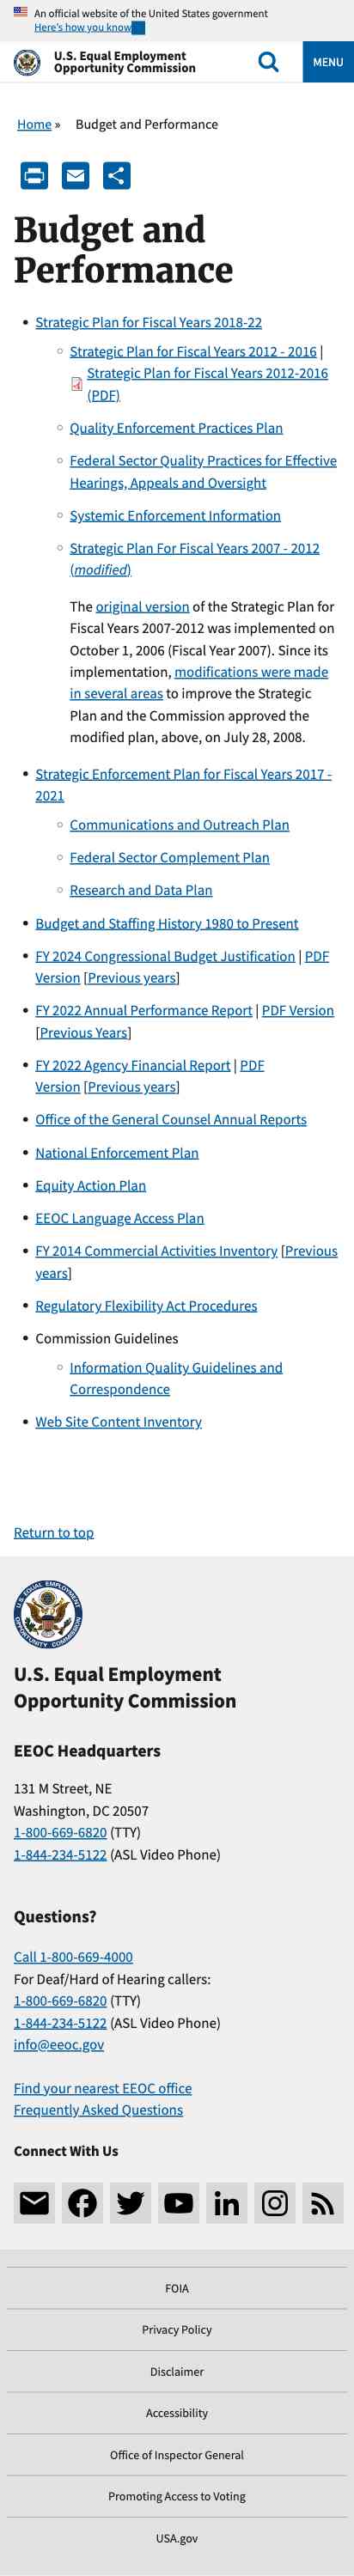 An official website of the United States government
Here's how you know
U.S. Equal Employment
Opportunity Commission
MENU
Home »
Budget and Performance
Budget and
Performance
Strategic Plan for Fiscal Years 2018-22
Strategic Plan for Fiscal Years 2012 - 2016 |
Strategic Plan for Fiscal Years 2012-2016
(PDF)
Quality Enforcement Practices Plan
Federal Sector Quality Practices for Effective
Hearings, Appeals and Oversight
Systemic Enforcement Information
Strategic Plan For Fiscal Years 2007 - 2012
(modified)
The original version of the Strategic Plan for
Fiscal Years 2007-2012 was implemented on
October 1, 2006 (Fiscal Year 2007). Since its
implementation, modifications were made
in several areas to improve the Strategic
Plan and the Commission approved the
modified plan, above, on July 28, 2008.
Strategic Enforcement Plan for Fiscal Years 2017 -
2021
Communications and Outreach Plan
Federal Sector Complement Plan
Research and Data Plan
Budget and Staffing History 1980 to Present
FY 2024 Congressional Budget Justification | PDF
Version [Previous years]
FY 2022 Annual Performance Report | PDF Version
[Previous Years]
FY 2022 Agency Financial Report | PDF
Version [Previous years]
Office of the General Counsel Annual Reports
National Enforcement Plan
Equity Action Plan
EEOC Language Access Plan
FY 2014 Commercial Activities Inventory [Previous
years]
Regulatory Flexibility Act Procedures
Commission Guidelines
Information Quality Guidelines and
Correspondence
Web Site Content Inventory
Return to top
U.S. Equal Employment
Opportunity Commission
EEOC Headquarters
131 M Street, NE
Washington, DC 20507
1-800-669-6820 (TTY)
1-844-234-5122 (ASL Video Phone)
Questions?
Call 1-800-669-4000
For Deaf/Hard of Hearing callers:
1-800-669-6820 (TTY)
1-844-234-5122 (ASL Video Phone)
info@eeoc.gov
Find your nearest EEOC office
Frequently Asked Questions
Connect With Us
FOIA
Privacy Policy
Disclaimer
Accessibility
Office of Inspector General
Promoting Access to Voting
USA.gov